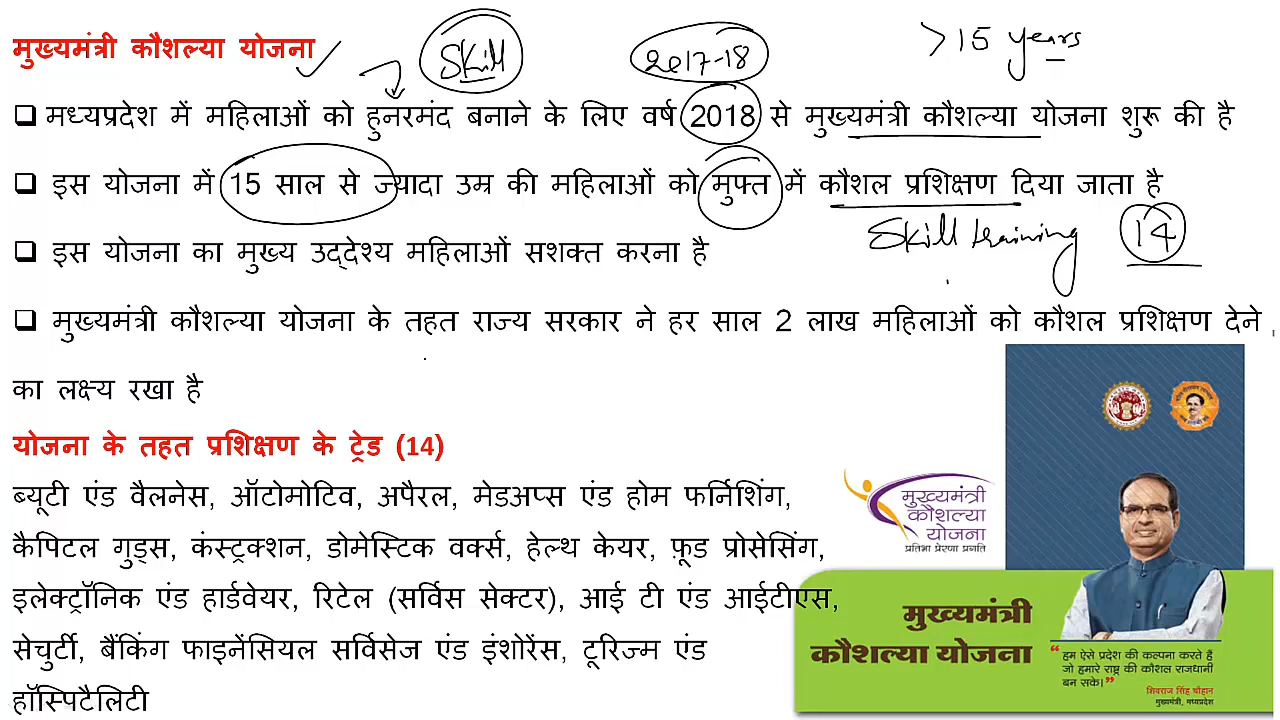 मुख्यमंत्री कौशल्या योजना
Skill
2017-18
>15 years
❑ मध्यप्रदेश में महिलाओं को हुनरमंद बनाने के लिए वर्ष 2018 से मुख्यमंत्री कौशल्या योजना शुरू की है
❑ इस योजना में 15 साल से ज्यादा उम्र की महिलाओं को मुफ्त में कौशल प्रशिक्षण दिया जाता है
Skill training
14
❑ इस योजना का मुख्य उद्देश्य महिलाओं सशक्त करना है
❑ मुख्यमंत्री कौशल्या योजना के तहत राज्य सरकार ने हर साल 2 लाख महिलाओं को कौशल प्रशिक्षण देने
का लक्ष्य रखा है
योजना के तहत प्रशिक्षण के ट्रेड (14)
ब्यूटी एंड वैलनेस, ऑटोमोटिव, अपैरल, मेडअप्स एंड होम फर्निशिंग,
कैपिटल गुड्स, कंस्ट्रक्शन, डोमेस्टिक वर्क्स, हेल्थ केयर, फ़ूड प्रोसेसिंग,
इलेक्ट्रॉनिक एंड हार्डवेयर, रिटेल (सर्विस सेक्टर), आई टी एंड आईटीएस,
सेचुर्टी, बैंकिंग फाइनेंसियल सर्विसेज एंड इंशोरेंस, टूरिज्म एंड
हॉस्पिटैलिटी
मुख्यमंत्री
कौशल्या
योजना
प्रतिभा प्रेरणा प्रगति
मुख्यमंत्री
कौशल्या योजना
“हम ऐसे प्रदेश की कल्पना करते हैं
जो हमारे राष्ट्र की कौशल राजधानी
बन सके।”
शिवराज सिंह चौहान
मुख्यमंत्री, मध्यप्रदेश